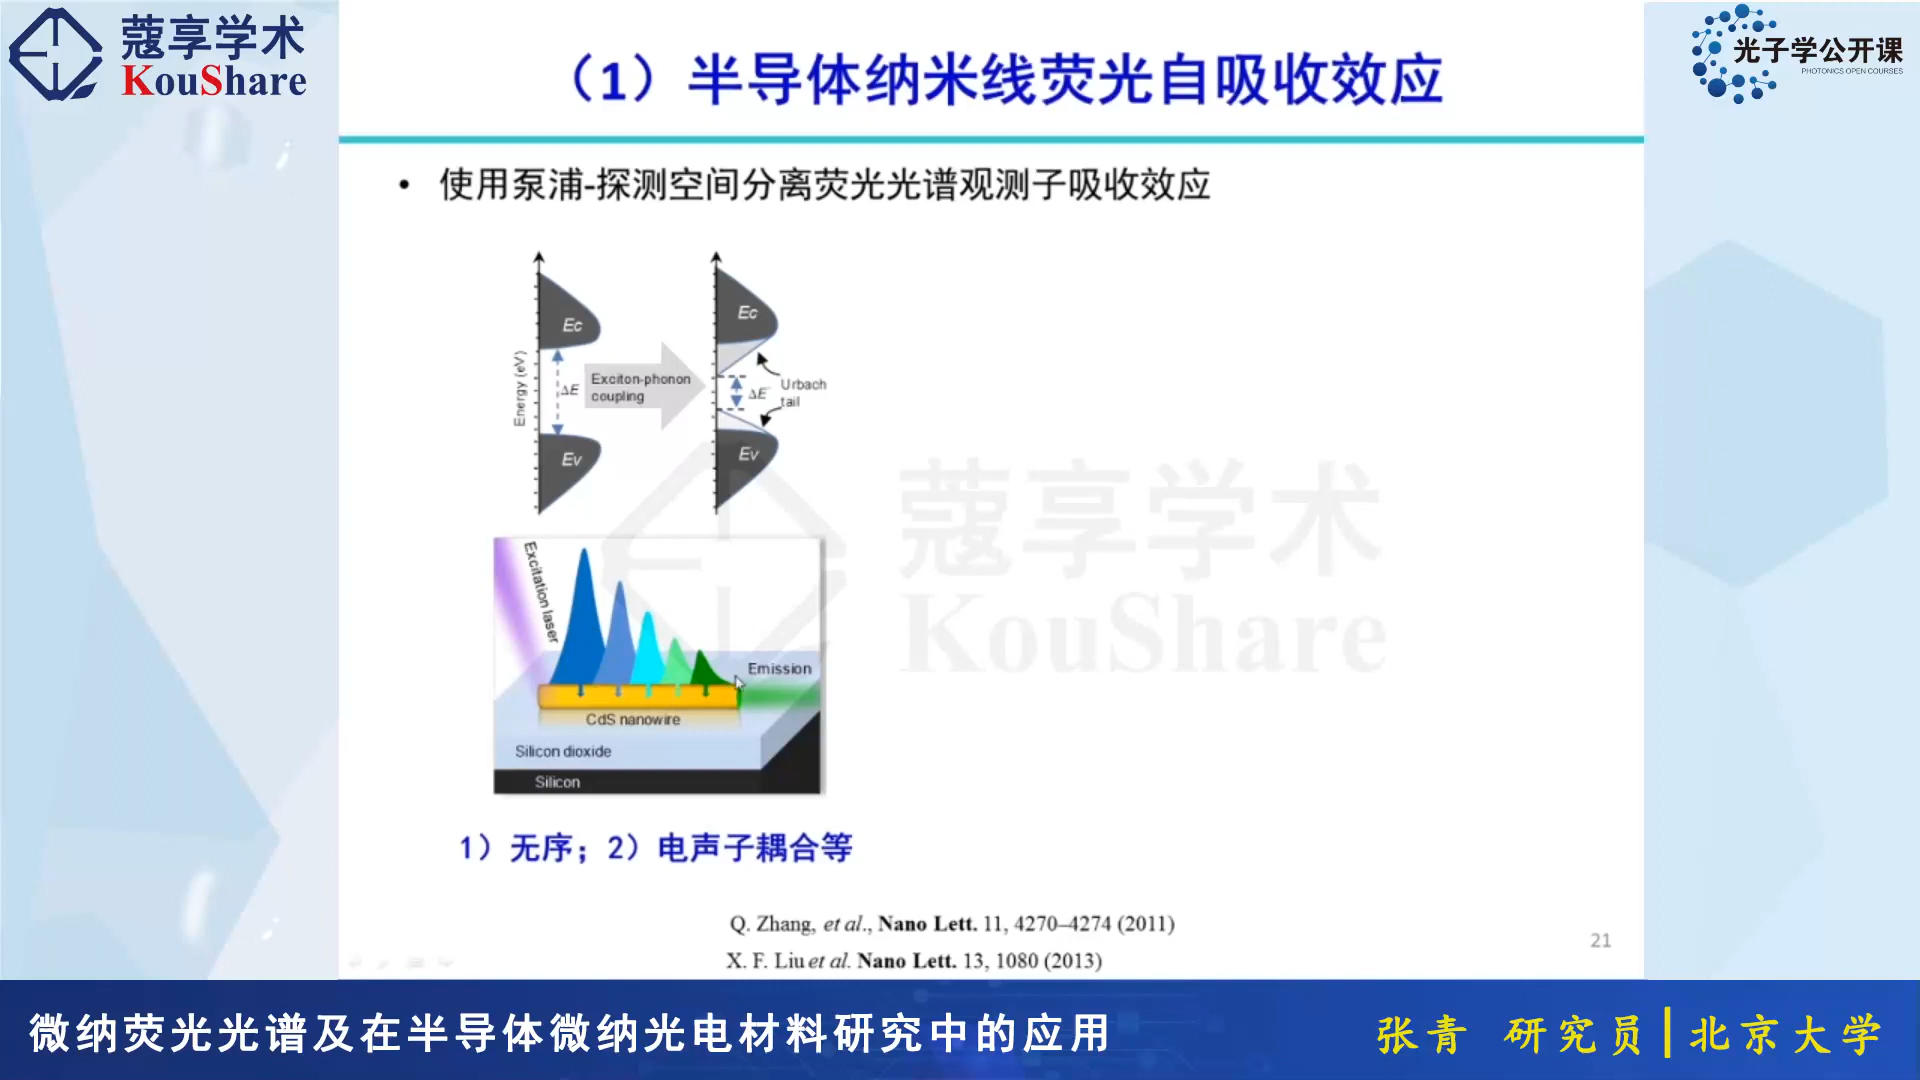 蔻享学术
KouShare
光子学公开课
PHOTONICS OPEN COURSES
（1）半导体纳米线荧光自吸收效应
• 使用泵浦-探测空间分离荧光光谱观测子吸收效应
Energy (eV)
Ec
ΔE
Ev
Exciton-phonon
coupling
Ec
ΔE
Urbach
tail
Ev
Excitation laser
Emission
CdS nanowire
Silicon dioxide
Silicon
蔻享学术
KouShare
1）无序；2）电声子耦合等
Q. Zhang, et al., Nano Lett. 11, 4270–4274 (2011)
X. F. Liu et al. Nano Lett. 13, 1080 (2013)
21
微纳荧光光谱及在半导体微纳光电材料研究中的应用
张青 研究员|北京大学